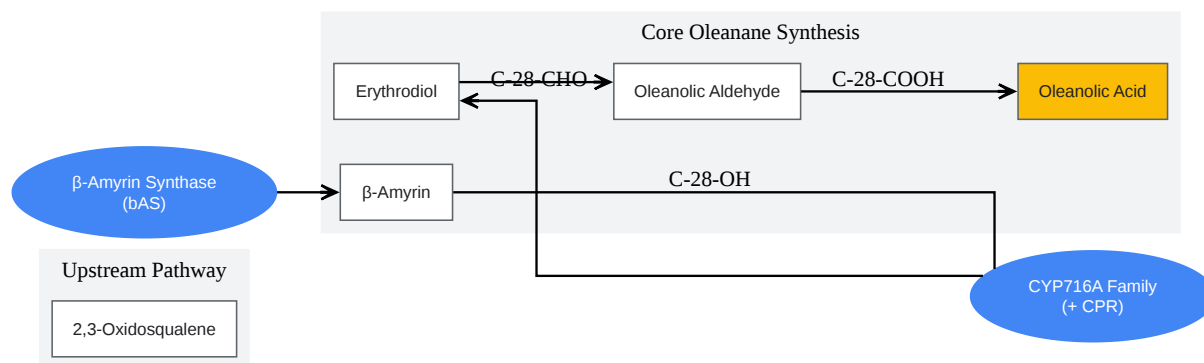 Core Oleanane Synthesis
Erythrodiol
C-28-CHO
Oleanolic Aldehyde
C-28-COOH
Oleanolic Acid
β-Amyrin Synthase
(bAS)
β-Amyrin
C-28-OH
Upstream Pathway
2,3-Oxidosqualene
CYP716A Family
(+ CPR)